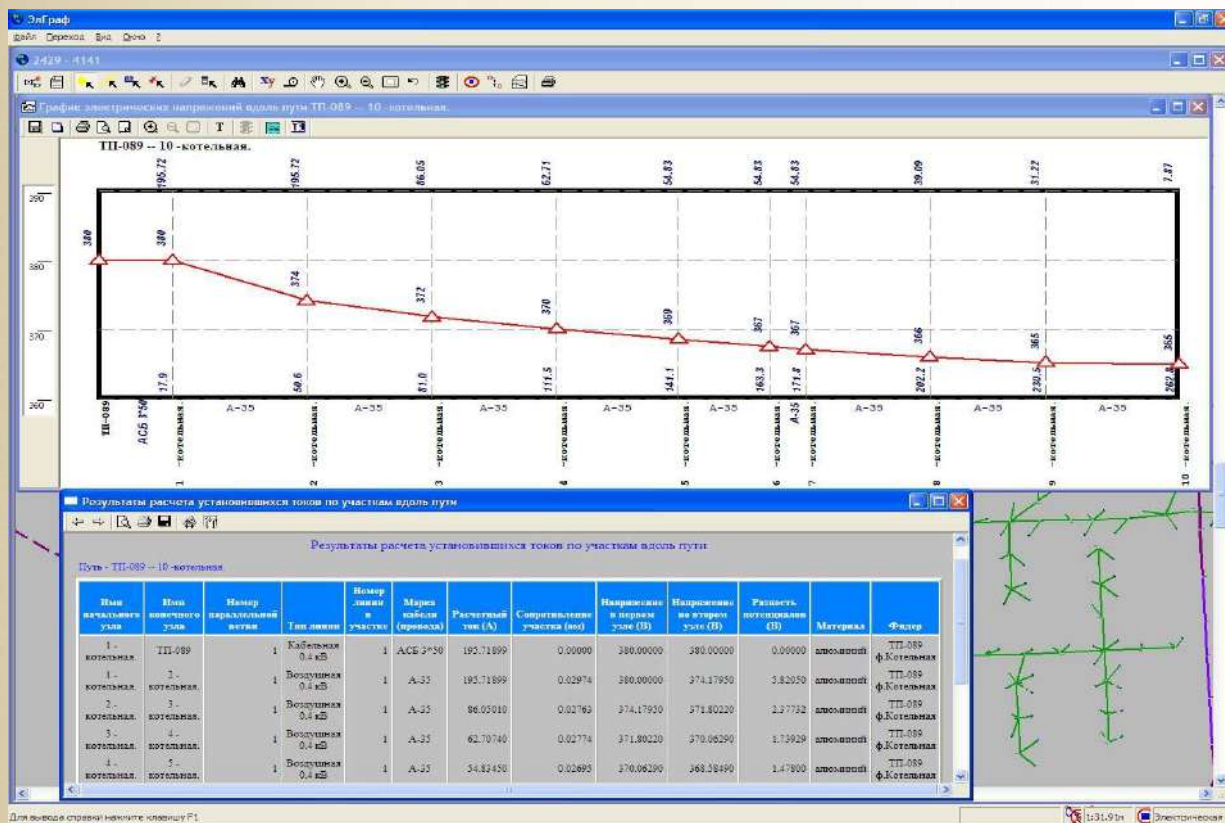 ЭлГраф
Файл Переход Вид Окно ?
2429 - 4141
График электрических напряжений вдоль пути ТП-089 -- 10 -котельная.
T
ТП-089 -- 10 -котельная.
195.72 195.72 86.05 62.71 54.83 54.83 54.83 39.09 31.22 7.87
390
380 380
380
374
372
370
369
367 367
366
365 365
370
360
17.9 50.6 81.0 111.5 141.1 163.3 171.8 202.2 230.5 262.8
ТП-089 АСБ 3*50 А-35 А-35 А-35 А-35 А-35 А-35 А-35 А-35 А-35
1 -котельная. 2 -котельная. 3 -котельная. 4 -котельная. 5 -котельная. 6 -котельная. 7 -котельная. 8 -котельная. 9 -котельная. 10 -котельная.
Результаты расчета установившихся токов по участкам вдоль пути
Результаты расчета установившихся токов по участкам вдоль пути
Путь - ТП-089 -- 10 -котельная.
Имя начального узла Имя конечного узла Номер параллельной ветви Тип линии Номер линии в участке Марка кабеля (провода) Расчетный ток (А) Сопротивление участка (ом) Напряжение в первом узле (В) Напряжение во втором узле (В) Разность потенциалов (В) Материал Фидер
1 - котельная. ТП-089 1 Кабельная 0.4 кВ 1 АСБ 3*50 195.71899 0.00000 380.00000 380.00000 0.00000 алюминий ТП-089 ф.Котельная
1 - котельная. 2 - котельная. 1 Воздушная 0.4 кВ 1 А-35 195.71899 0.02974 380.00000 374.17950 5.82050 алюминий ТП-089 ф.Котельная
2 - котельная. 3 - котельная. 1 Воздушная 0.4 кВ 1 А-35 86.05010 0.02763 374.17950 371.80220 2.37732 алюминий ТП-089 ф.Котельная
3 - котельная. 4 - котельная. 1 Воздушная 0.4 кВ 1 А-35 62.70740 0.02774 371.80220 370.06290 1.73929 алюминий ТП-089 ф.Котельная
4 - котельная. 5 - котельная. 1 Воздушная 0.4 кВ 1 А-35 54.83450 0.02695 370.06290 368.58490 1.47800 алюминий ТП-089 ф.Котельная
Для вывода справки нажмите клавишу F1
Электрическая